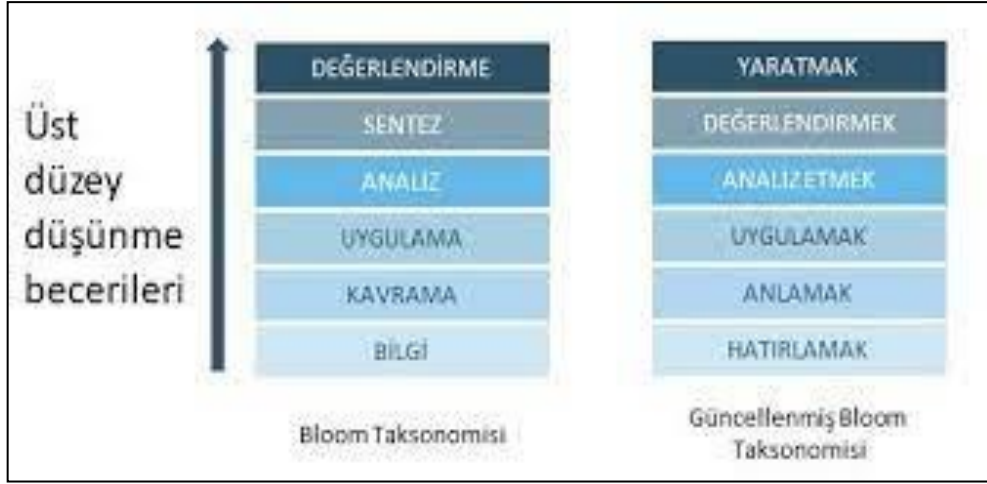 Üst
düzey
düşünme
becerileri
DEĞERLENDİRME
SENTEZ
ANALİZ
UYGULAMA
KAVRAMA
BİLGİ
Bloom Taksonomisi
YARATMAK
DEĞERLENDİRMEK
ANALİZ ETMEK
UYGULAMAK
ANLAMAK
HATIRLAMAK
Güncellenmiş Bloom
Taksonomisi